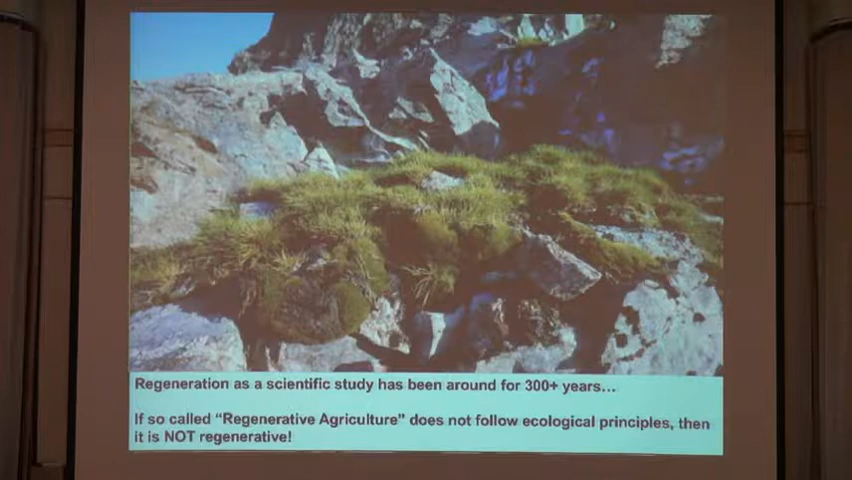 Regeneration as a scientific study has been around for 300+ years...
If so called “Regenerative Agriculture” does not follow ecological principles, then
it is NOT regenerative!